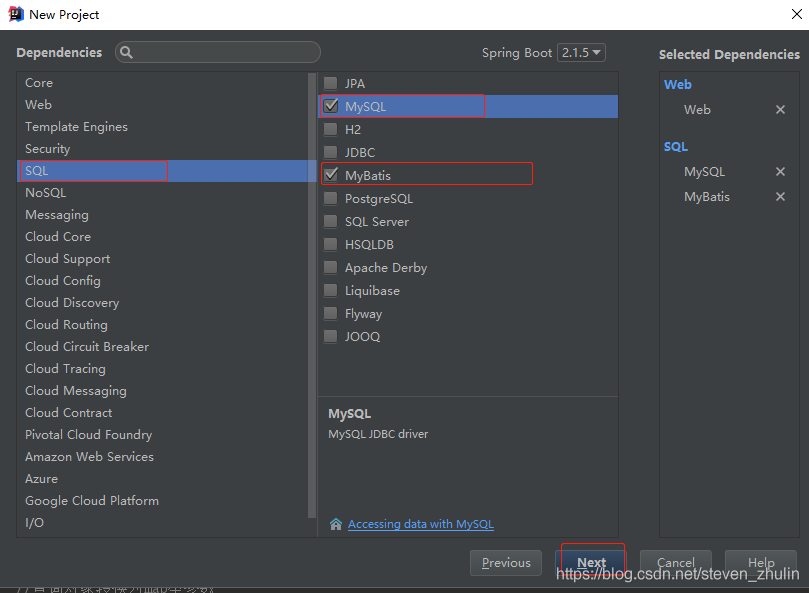 New Project
Dependencies
Spring Boot 2.1.5
Selected Dependencies
Core
Web
Template Engines
Security
SQL
NoSQL
Messaging
Cloud Core
Cloud Support
Cloud Config
Cloud Discovery
Cloud Routing
Cloud Circuit Breaker
Cloud Tracing
Cloud Messaging
Cloud Contract
Pivotal Cloud Foundry
Amazon Web Services
Azure
Google Cloud Platform
I/O
JPA
MySQL
H2
JDBC
MyBatis
PostgreSQL
SQL Server
HSQLDB
Apache Derby
Liquibase
Flyway
JOOQ
MySQL
MySQL JDBC driver
Accessing data with MySQL
Web
Web
SQL
MySQL
MyBatis
Previous
Next
Cancel
Help
https://blog.csdn.net/steven_zhulin